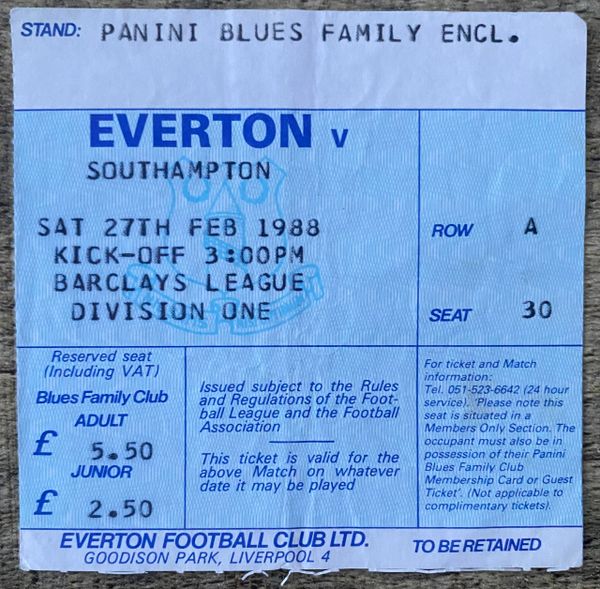 STAND: PANINI BLUES FAMILY ENCL.
EVERTON v
SOUTHAMPTON
SAT 27TH FEB 1988
KICK-OFF 3:00PM
BARCLAYS LEAGUE
DIVISION ONE
ROW A
SEAT 30
Reserved seat
(Including VAT)
Blues Family Club
ADULT
£ 5.50
JUNIOR
£ 2.50
Issued subject to the Rules
and Regulations of the Foot-
ball League and the Football
Association
This ticket is valid for the
above Match on whatever
date it may be played
For ticket and Match
information:
Tel. 051-523-6642 (24 hour
service). 'Please note this
seat is situated in a
Members Only Section. The
occupant must also be in
possession of their Panini
Blues Family Club
Membership Card or Guest
Ticket'. (Not applicable to
complimentary tickets).
EVERTON FOOTBALL CLUB LTD.
GOODISON PARK, LIVERPOOL 4
TO BE RETAINED